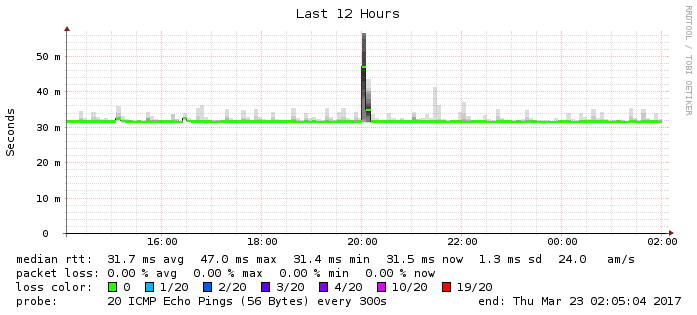 Last 12 Hours
RRDTOOL / TOBI OETIKER
Seconds
50 m
40 m
30 m
20 m
10 m
0
16:00 18:00 20:00 22:00 00:00 02:00
median rtt: 31.7 ms avg 47.0 ms max 31.4 ms min 31.5 ms now 1.3 ms sd 24.0 am/s
packet loss: 0.00 % avg 0.00 % max 0.00 % min 0.00 % now
loss color: 0 1/20 2/20 3/20 4/20 10/20 19/20
probe: 20 ICMP Echo Pings (56 Bytes) every 300s end: Thu Mar 23 02:05:04 2017